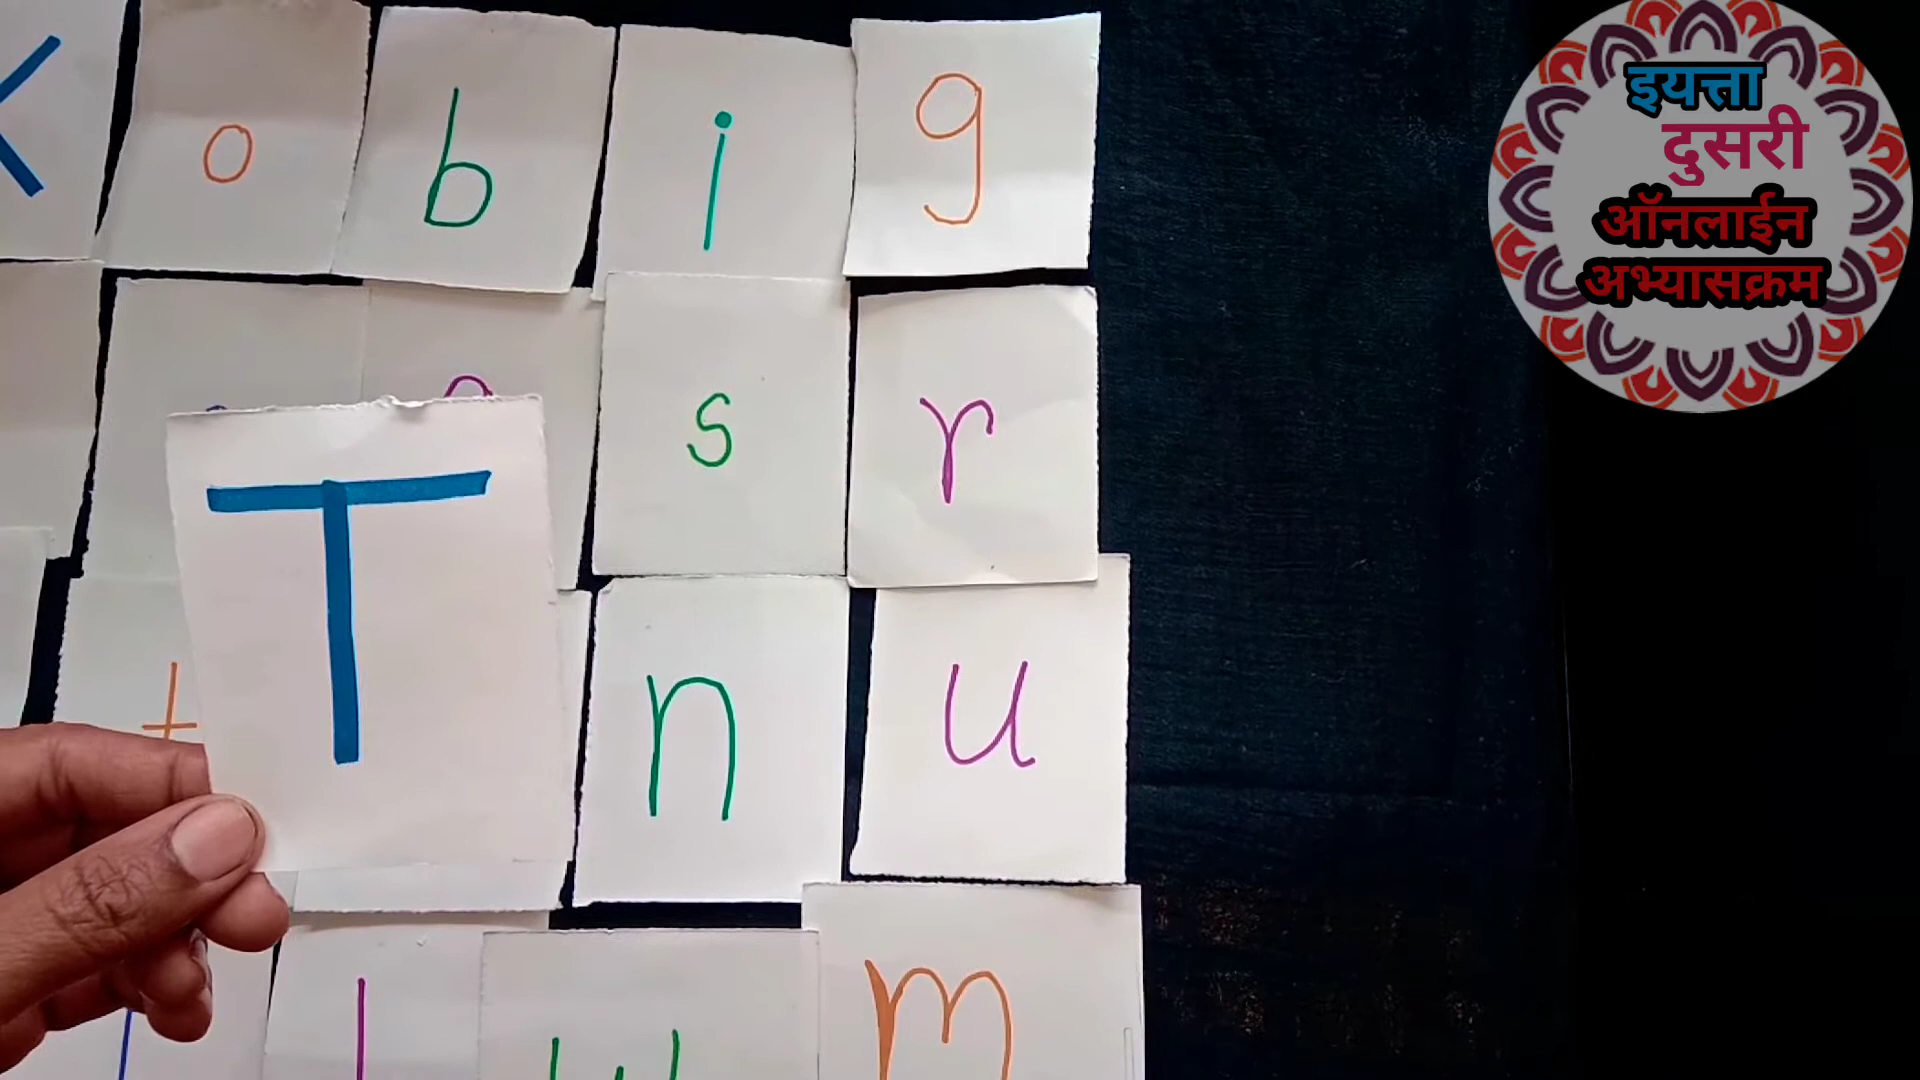 o b i g
s r
T
t n u
m
इयत्ता
दुसरी
ऑनलाईन
अभ्यासक्रम